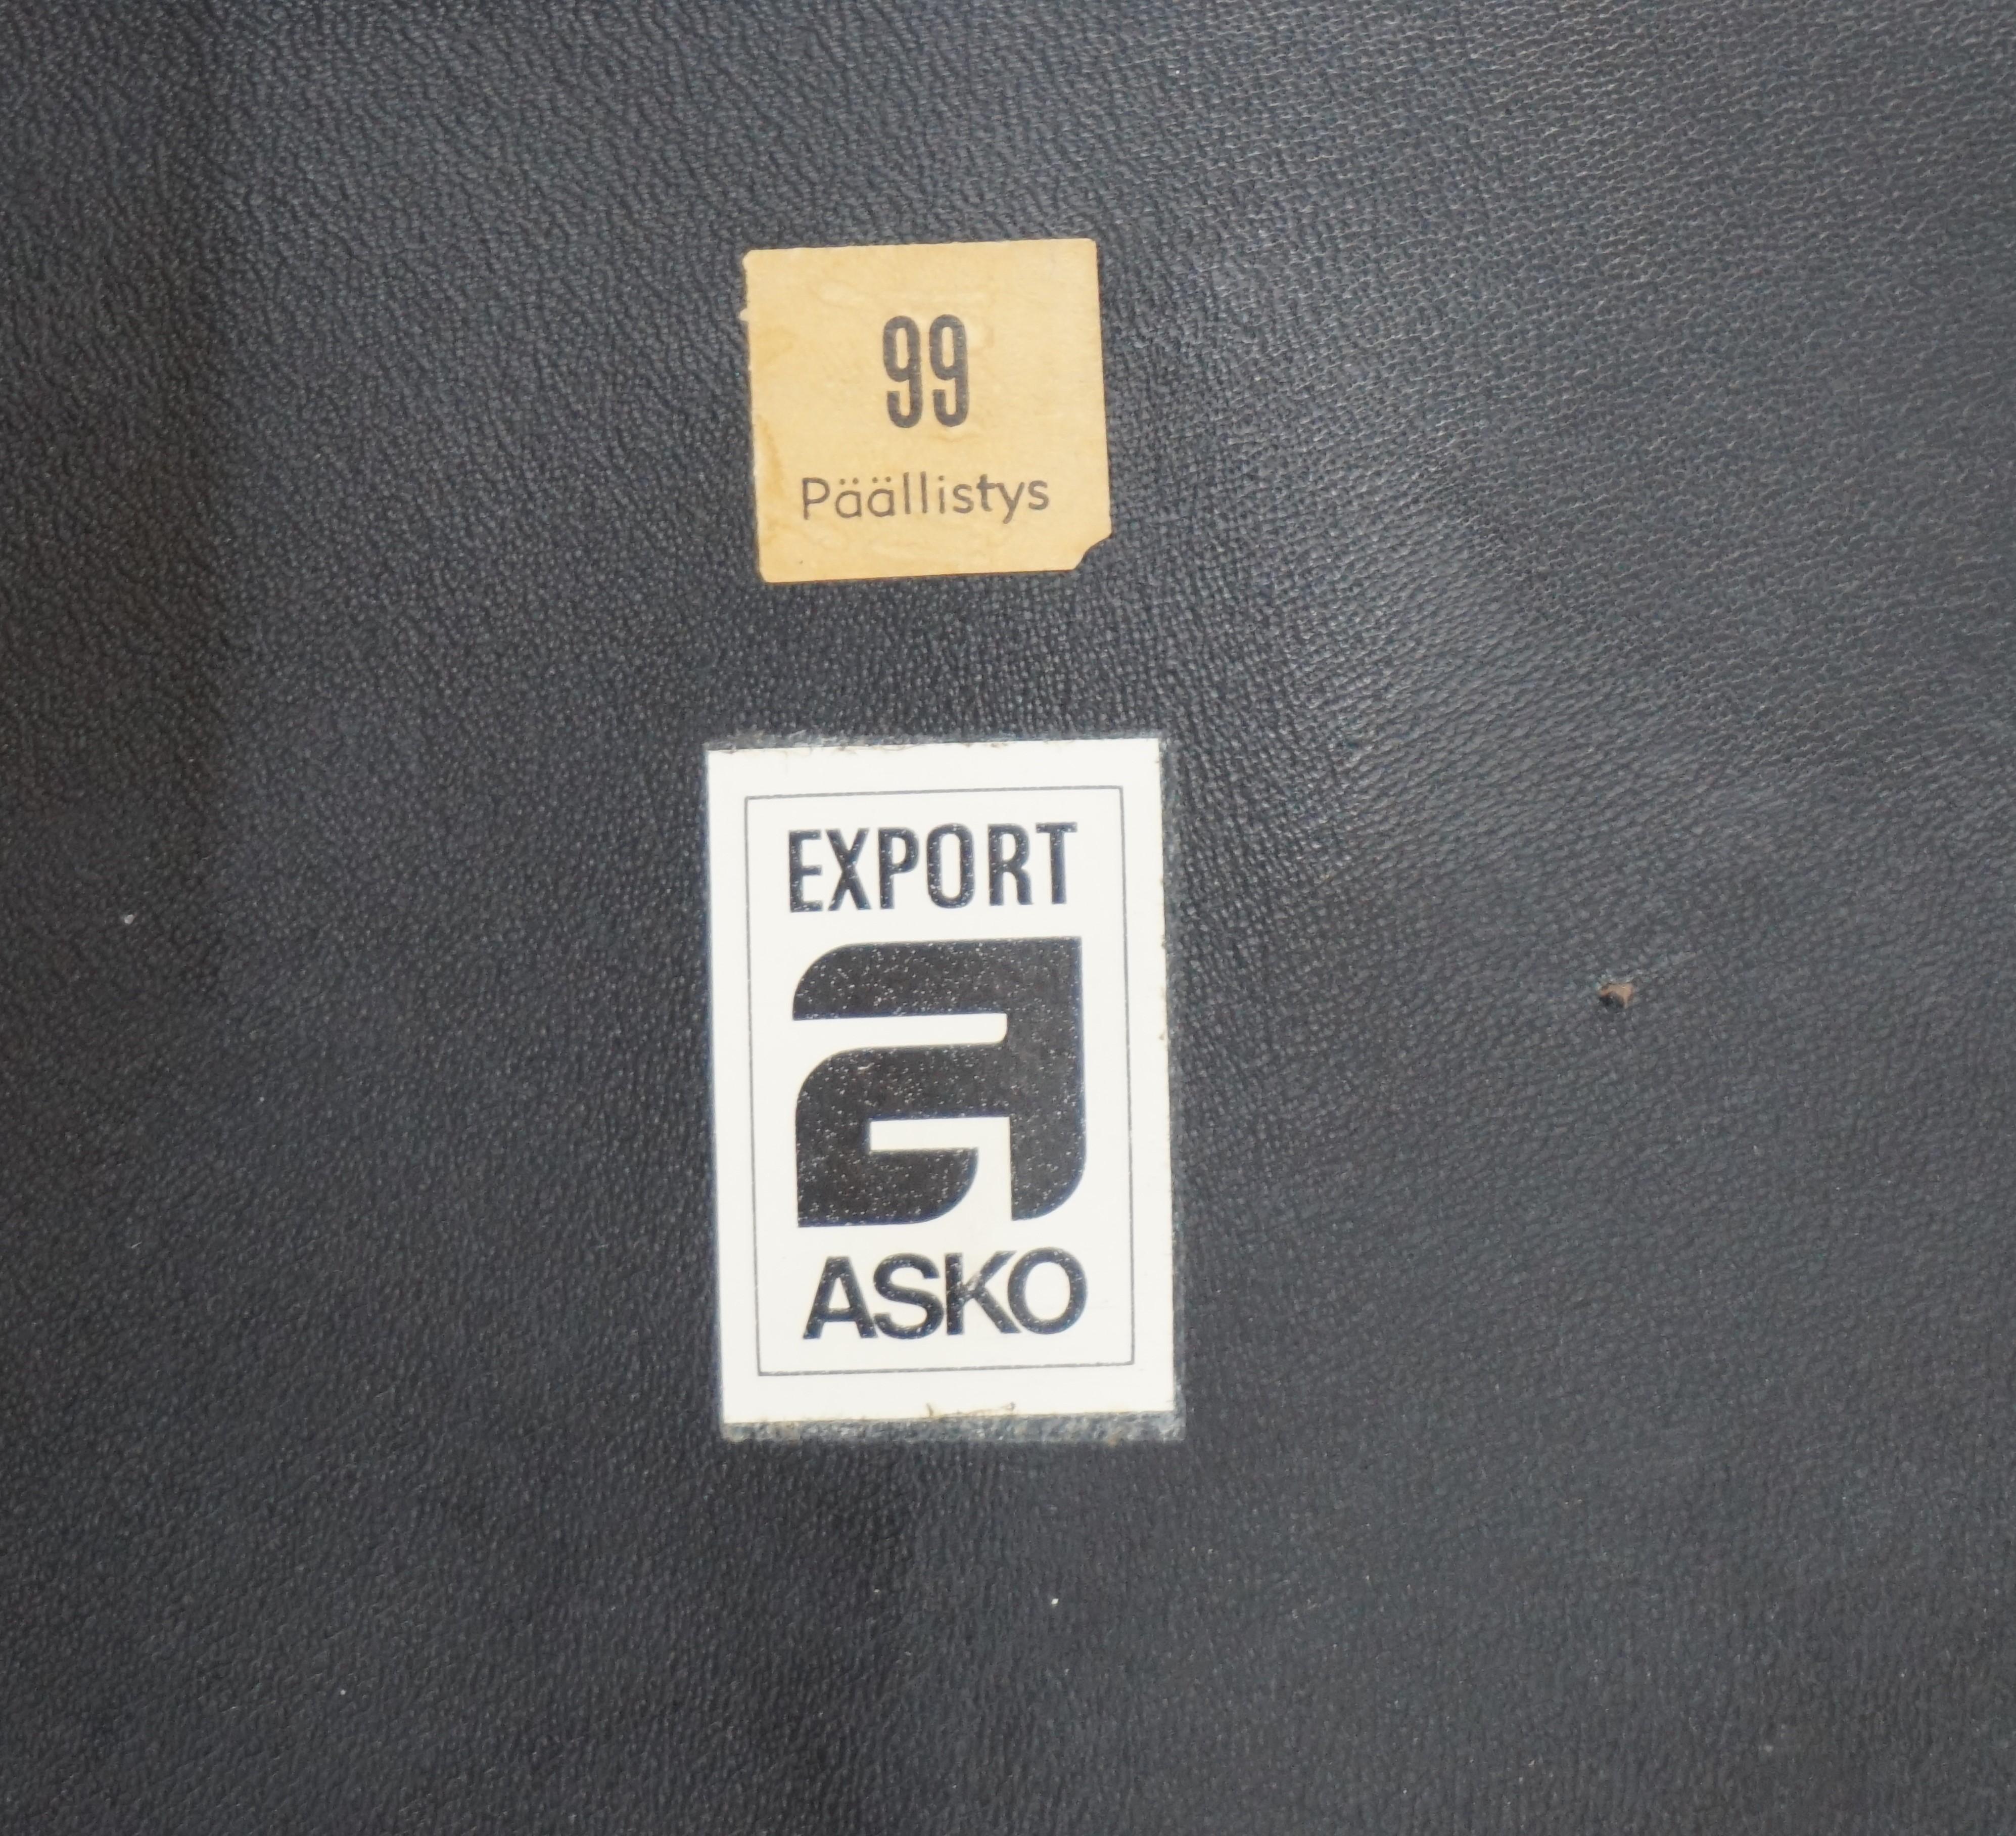 99
Päällistys
EXPORT
a
ASKO